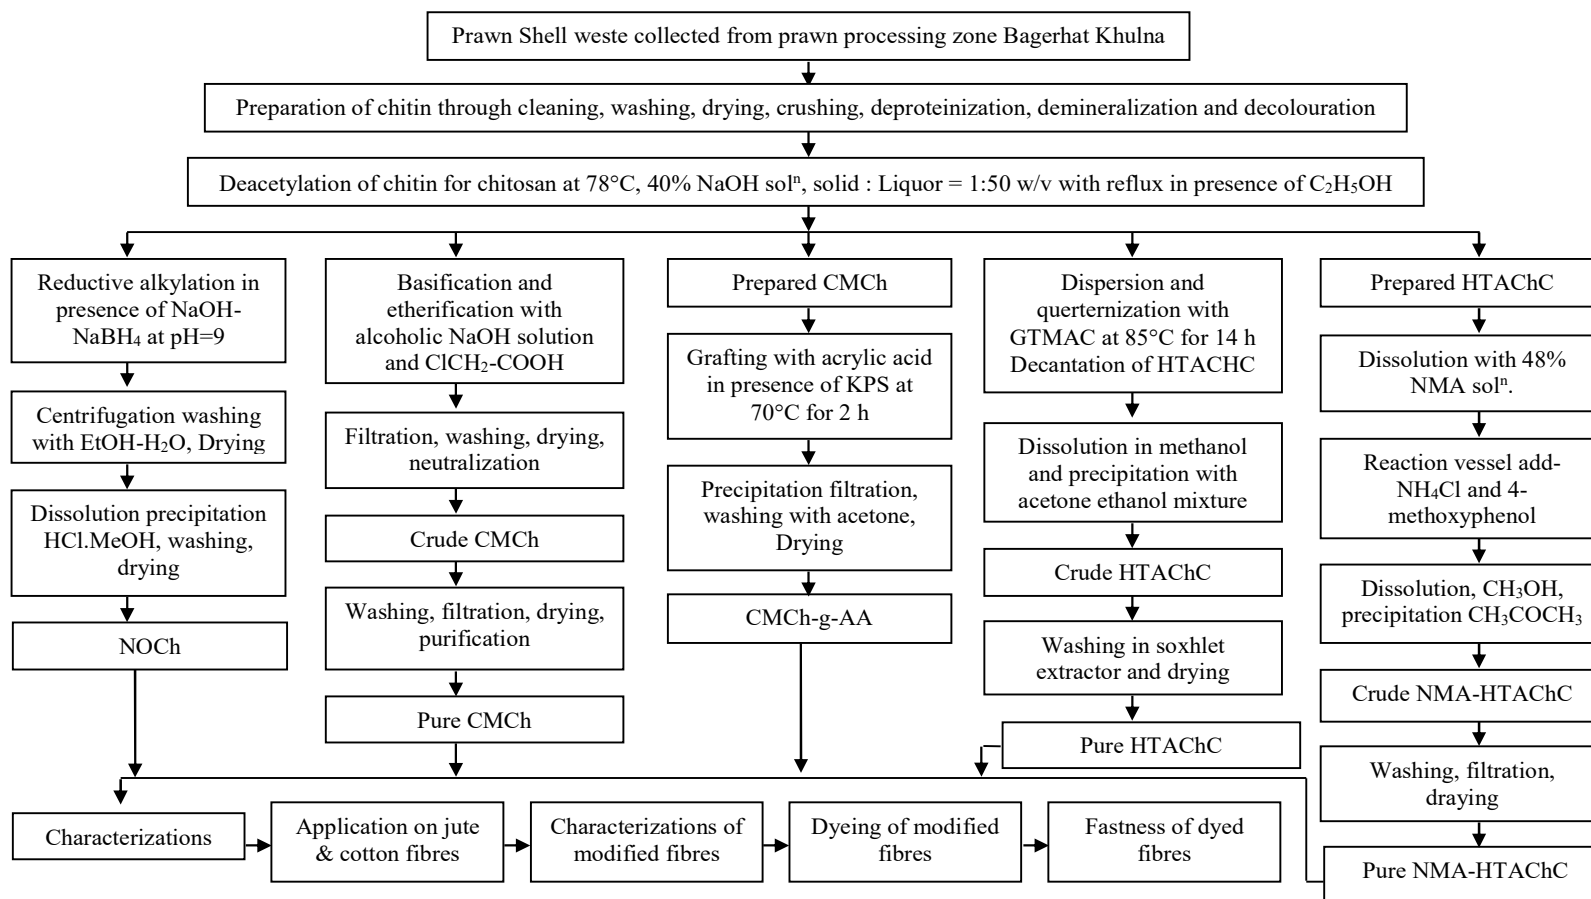 Prawn Shell weste collected from prawn processing zone Bagerhat Khulna
Preparation of chitin through cleaning, washing, drying, crushing, deproteinization, demineralization and decolouration
Deacetylation of chitin for chitosan at 78°C, 40% NaOH solⁿ, solid : Liquor = 1:50 w/v with reflux in presence of C₂H₅OH
Reductive alkylation in
presence of NaOH-
NaBH₄ at pH=9
Centrifugation washing
with EtOH-H₂O, Drying
Dissolution precipitation
HCl.MeOH, washing,
drying
NOCh
Basification and
etherification with
alcoholic NaOH solution
and ClCH₂-COOH
Filtration, washing, drying,
neutralization
Crude CMCh
Washing, filtration, drying,
purification
Pure CMCh
Prepared CMCh
Grafting with acrylic acid
in presence of KPS at
70°C for 2 h
Precipitation filtration,
washing with acetone,
Drying
CMCh-g-AA
Dispersion and
querternization with
GTMAC at 85°C for 14 h
Decantation of HTACHC
Dissolution in methanol
and precipitation with
acetone ethanol mixture
Crude HTAChC
Washing in soxhlet
extractor and drying
Pure HTAChC
Prepared HTAChC
Dissolution with 48%
NMA solⁿ.
Reaction vessel add-
NH₄Cl and 4-
methoxyphenol
Dissolution, CH₃OH,
precipitation CH₃COCH₃
Crude NMA-HTAChC
Washing, filtration,
draying
Pure NMA-HTAChC
Characterizations
Application on jute
& cotton fibres
Characterizations of
modified fibres
Dyeing of modified
fibres
Fastness of dyed
fibres